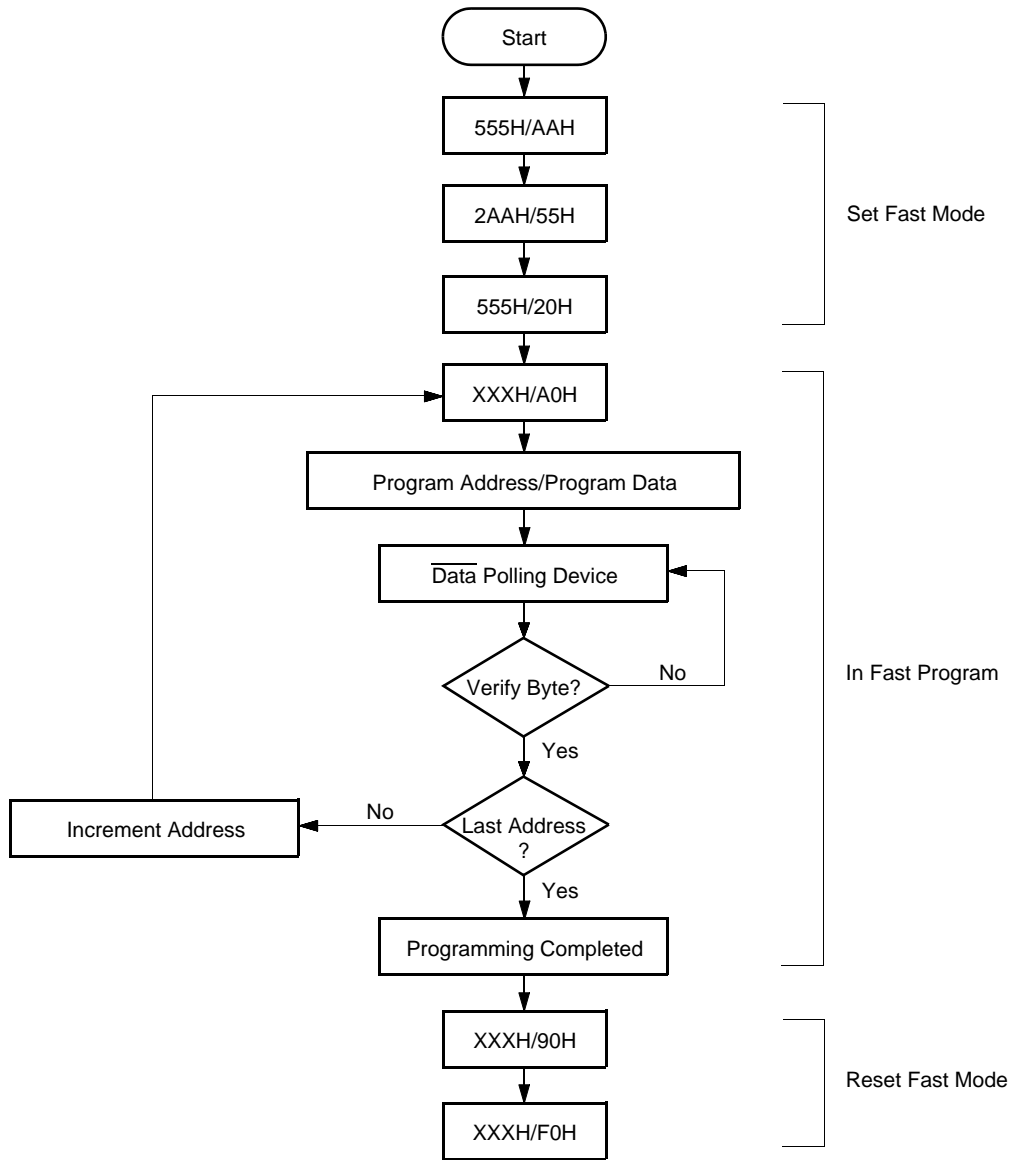 Start
555H/AAH
2AAH/55H
Set Fast Mode
555H/20H
XXXH/A0H
Program Address/Program Data
Data Polling Device
In Fast Program
Verify Byte?
No
Yes
Increment Address
No
Last Address
?
Yes
Programming Completed
XXXH/90H
Reset Fast Mode
XXXH/F0H